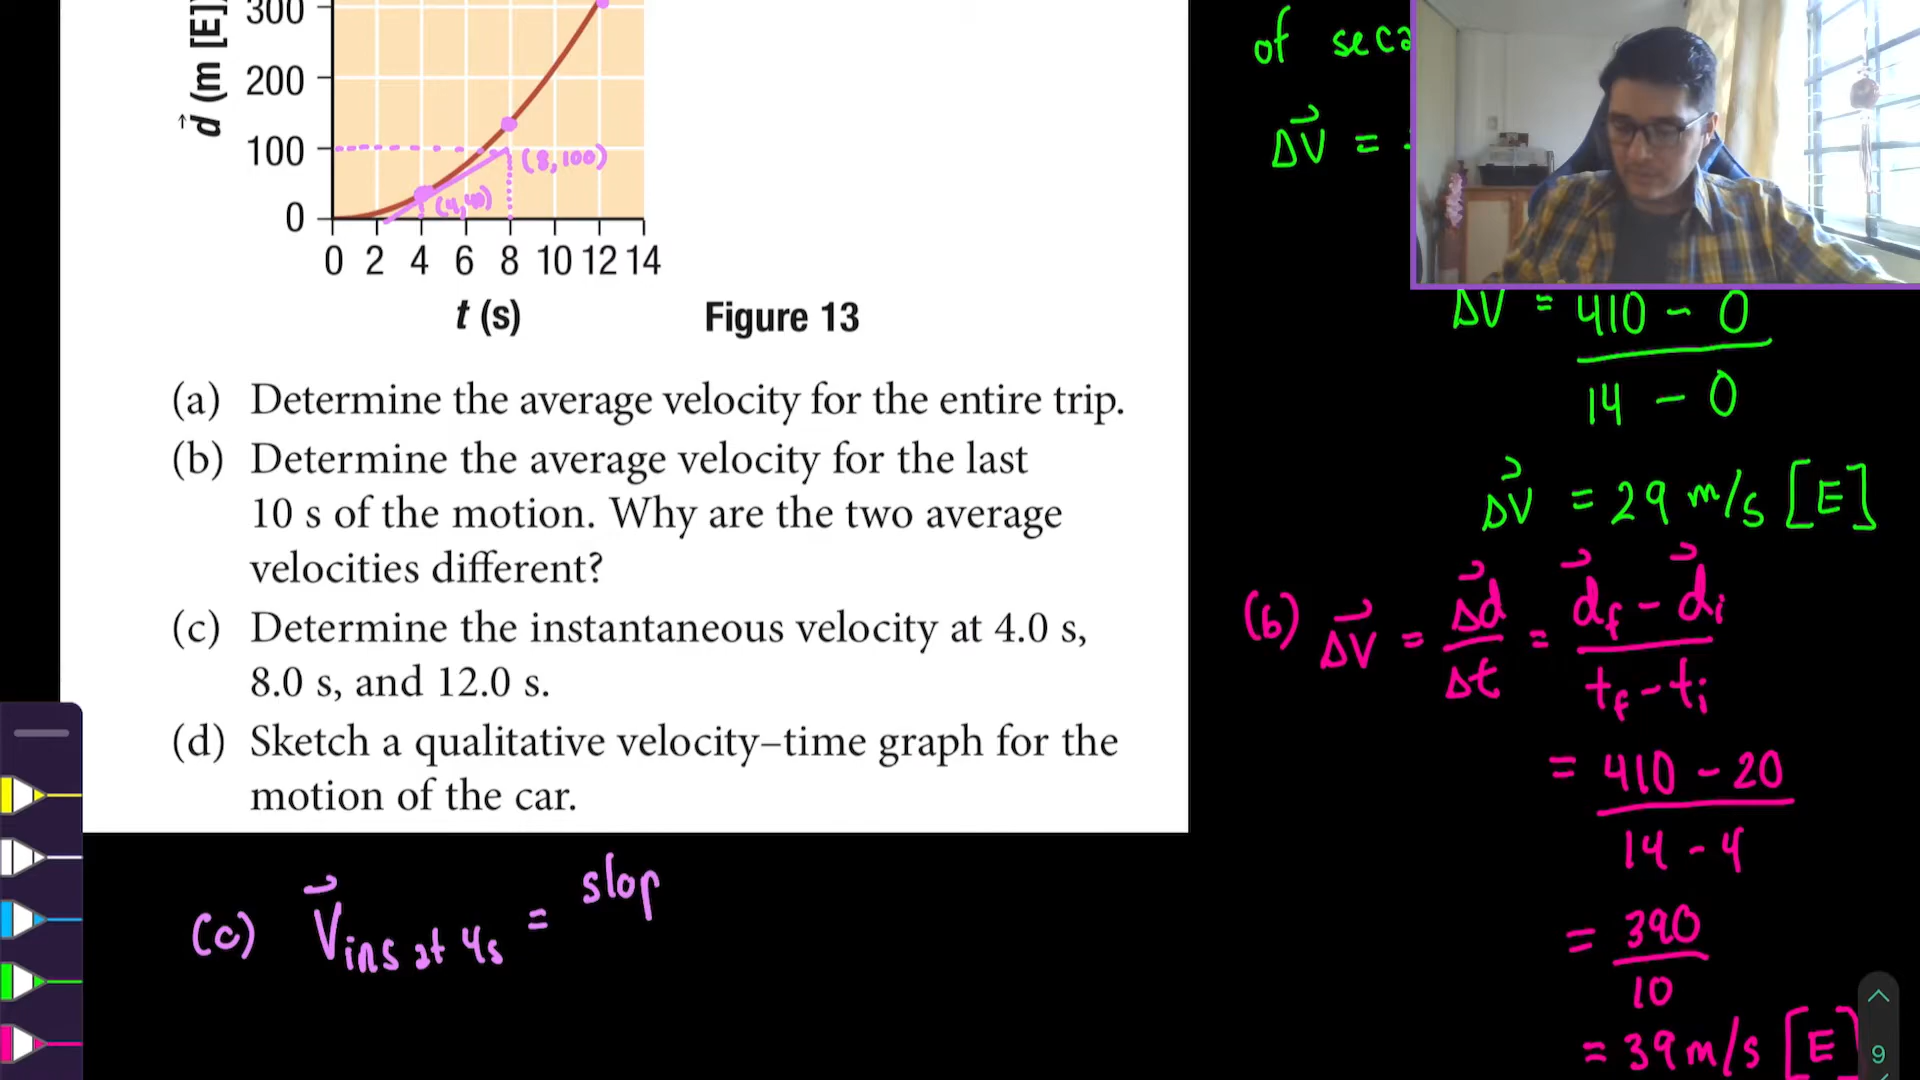 d⃗ (m [E])
300
200
100
0
0 2 4 6 8 10 12 14
t (s)
(8,100)
(4,40)
Figure 13
(a) Determine the average velocity for the entire trip.
(b) Determine the average velocity for the last
10 s of the motion. Why are the two average
velocities different?
(c) Determine the instantaneous velocity at 4.0 s,
8.0 s, and 12.0 s.
(d) Sketch a qualitative velocity–time graph for the
motion of the car.
(c) V⃗ins at 4s = slop
of seca
ΔV⃗ =
ΔV = 410 - 0
14 - 0
ΔV⃗ = 29 m/s [E]
(b) ΔV⃗ = Δd⃗/Δt = d⃗f - d⃗i / tf - ti
= 410 - 20
14 - 4
= 390
10
= 39 m/s [E]
9